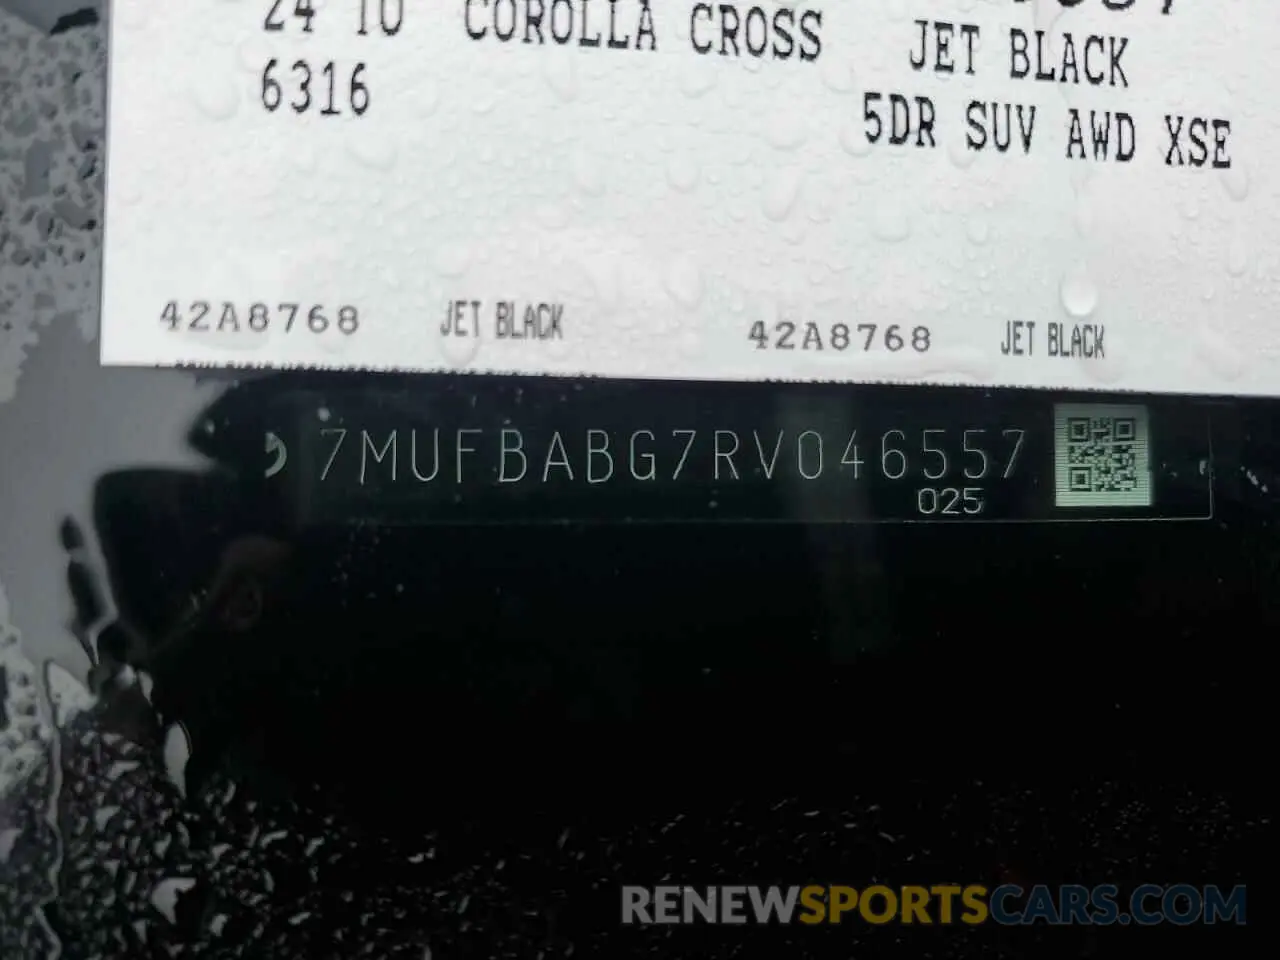 24 TO COROLLA CROSS JET BLACK
6316 5DR SUV AWD XSE
42A8768 JET BLACK 42A8768 JET BLACK
7MUFBABG7RV046557
025
RENEWSPORTSCARS.COM